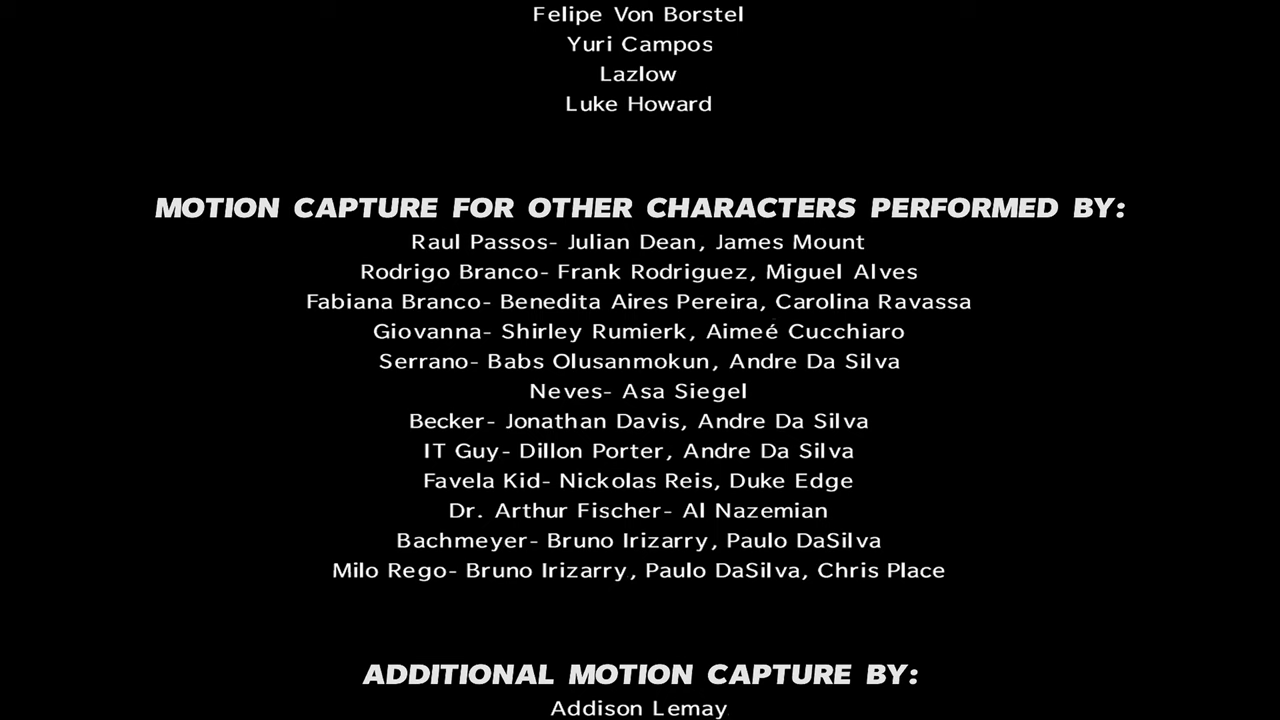 Felipe Von Borstel
Yuri Campos
Lazlow
Luke Howard
MOTION CAPTURE FOR OTHER CHARACTERS PERFORMED BY:
Raul Passos- Julian Dean, James Mount
Rodrigo Branco- Frank Rodriguez, Miguel Alves
Fabiana Branco- Benedita Aires Pereira, Carolina Ravassa
Giovanna- Shirley Rumierk, Aimeé Cucchiaro
Serrano- Babs Olusanmokun, Andre Da Silva
Neves- Asa Siegel
Becker- Jonathan Davis, Andre Da Silva
IT Guy- Dillon Porter, Andre Da Silva
Favela Kid- Nickolas Reis, Duke Edge
Dr. Arthur Fischer- Al Nazemian
Bachmeyer- Bruno Irizarry, Paulo DaSilva
Milo Rego- Bruno Irizarry, Paulo DaSilva, Chris Place
ADDITIONAL MOTION CAPTURE BY:
Addison Lemay